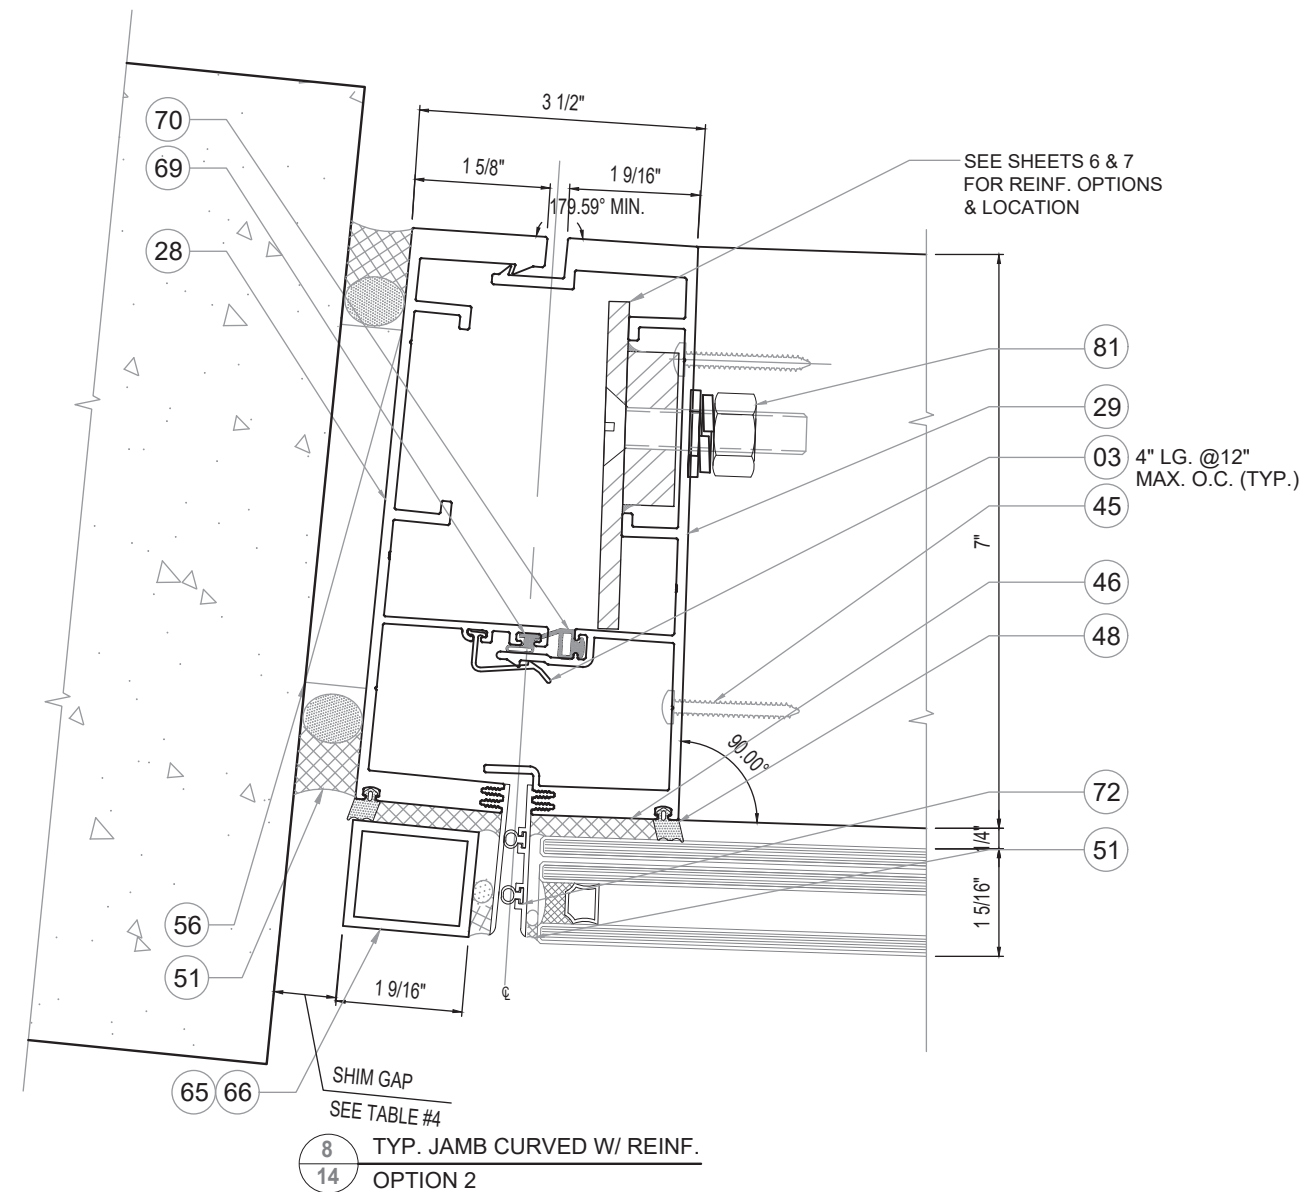 3 1/2"
70
1 5/8"
1 9/16"
SEE SHEETS 6 & 7
FOR REINF. OPTIONS
& LOCATION
69
179.59° MIN.
28
81
29
03
4" LG. @12"
MAX. O.C. (TYP.)
45
7"
46
48
90.00°
72
1/4
51
1 5/16"
56
51
1 9/16"
℄
65
66
SHIM GAP
SEE TABLE #4
8
TYP. JAMB CURVED W/ REINF.
14
OPTION 2